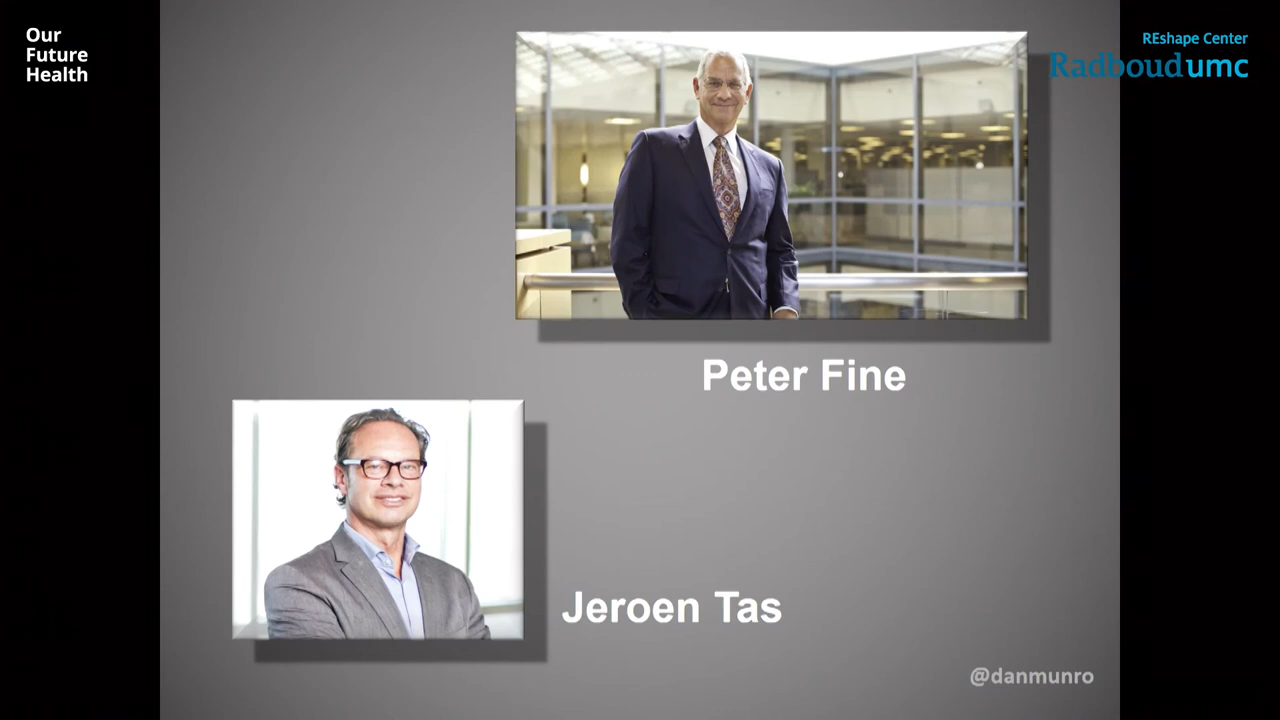 Our
Future
Health
REshape Center
Radboudumc
Peter Fine
Jeroen Tas
@danmunro